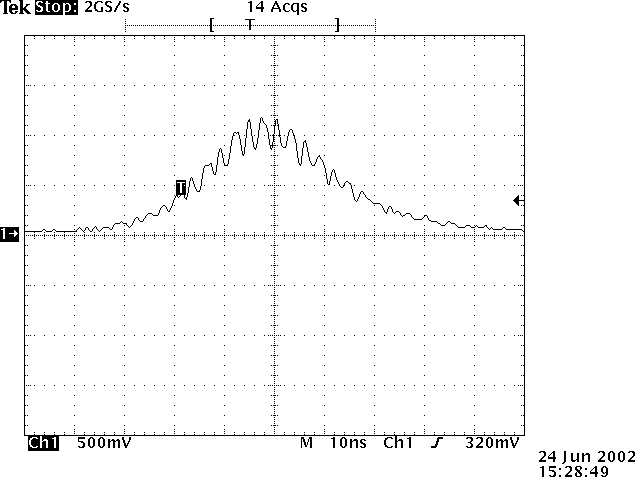 Tek Stop: 2GS/s 14 Acqs
[ T ]
T
1→
Ch1 500mV M 10ns Ch1 ƒ 320mV
24 Jun 2002
15:28:49